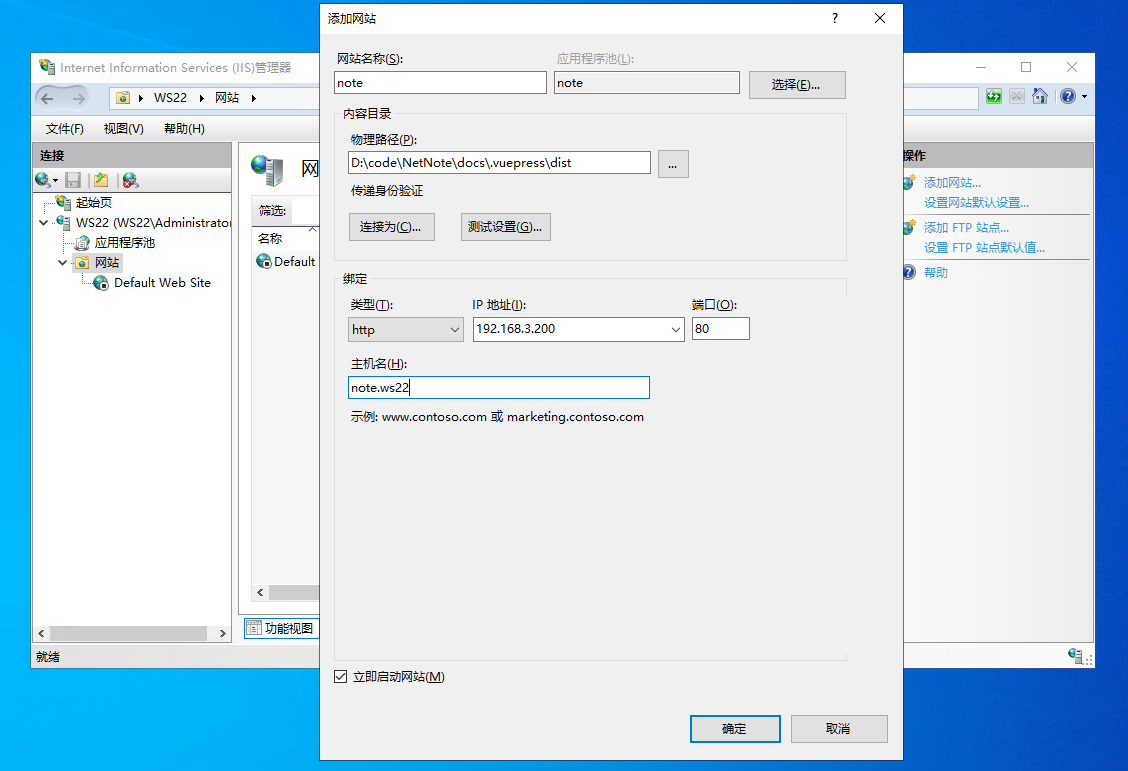 添加网站
?
Internet Information Services (IIS)管理器
WS22
网站
文件(F) 视图(V) 帮助(H)
连接
起始页
WS22 (WS22\Administrator
应用程序池
网站
Default Web Site
网
筛选:
名称
Default
功能视图
就绪
网站名称(S):
应用程序池(L):
note
note
选择(E)...
内容目录
物理路径(P):
D:\code\NetNote\docs\.vuepress\dist
...
传递身份验证
连接为(C)...
测试设置(G)...
绑定
类型(T):
IP 地址(I):
端口(O):
http
192.168.3.200
80
主机名(H):
note.ws22
示例: www.contoso.com 或 marketing.contoso.com
立即启动网站(M)
确定
取消
操作
添加网站...
设置网站默认设置...
添加 FTP 站点...
设置 FTP 站点默认值...
帮助